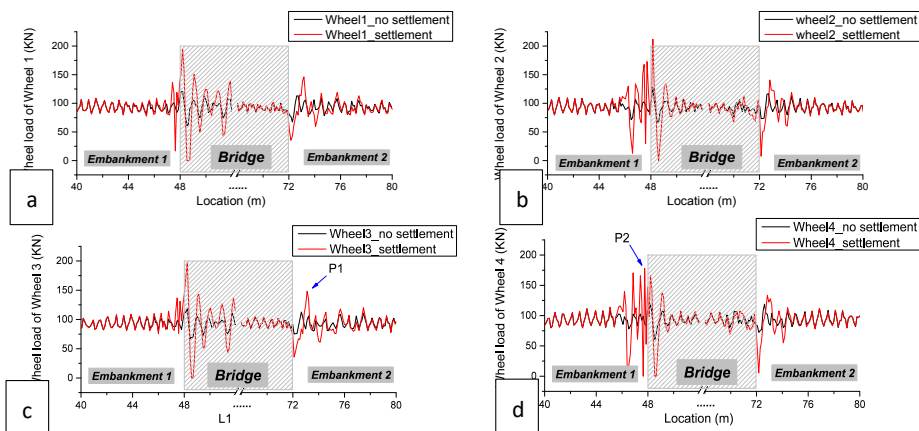 a
Wheel1_no settlement
Wheel1_settlement
Wheel load of Wheel 1 (KN)
200
150
100
50
0
Embankment 1
Bridge
Embankment 2
40 44 48 ...... 72 76 80
Location (m)
b
wheel2_no settlement
wheel2_settlement
Wheel load of Wheel 2 (KN)
200
150
100
50
0
Embankment 1
Bridge
Embankment 2
40 44 48 ...... 72 76 80
Location (m)
c
Wheel3_no settlement
Wheel3_settlement
Wheel load of Wheel 3 (KN)
200
150
100
50
0
P1
Embankment 1
Bridge
Embankment 2
40 44 48 ...... 72 76 80
L1
d
Wheel4_no settlement
Wheel4_settlement
Wheel load of Wheel 4 (KN)
200
150
100
50
0
P2
Embankment 1
Bridge
Embankment 2
40 44 48 ...... 72 76 80
Location (m)